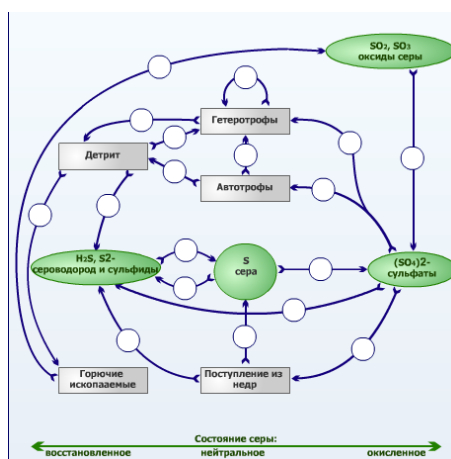 SO₂, SO₃
оксиды серы
Гетеротрофы
Детрит
Автотрофы
H₂S, S2-
сероводород и сульфиды
S
сера
(SO₄)2-
сульфаты
Горючие
ископааемые
Поступление из
недр
Состояние серы:
восстановленное нейтральное окисленное